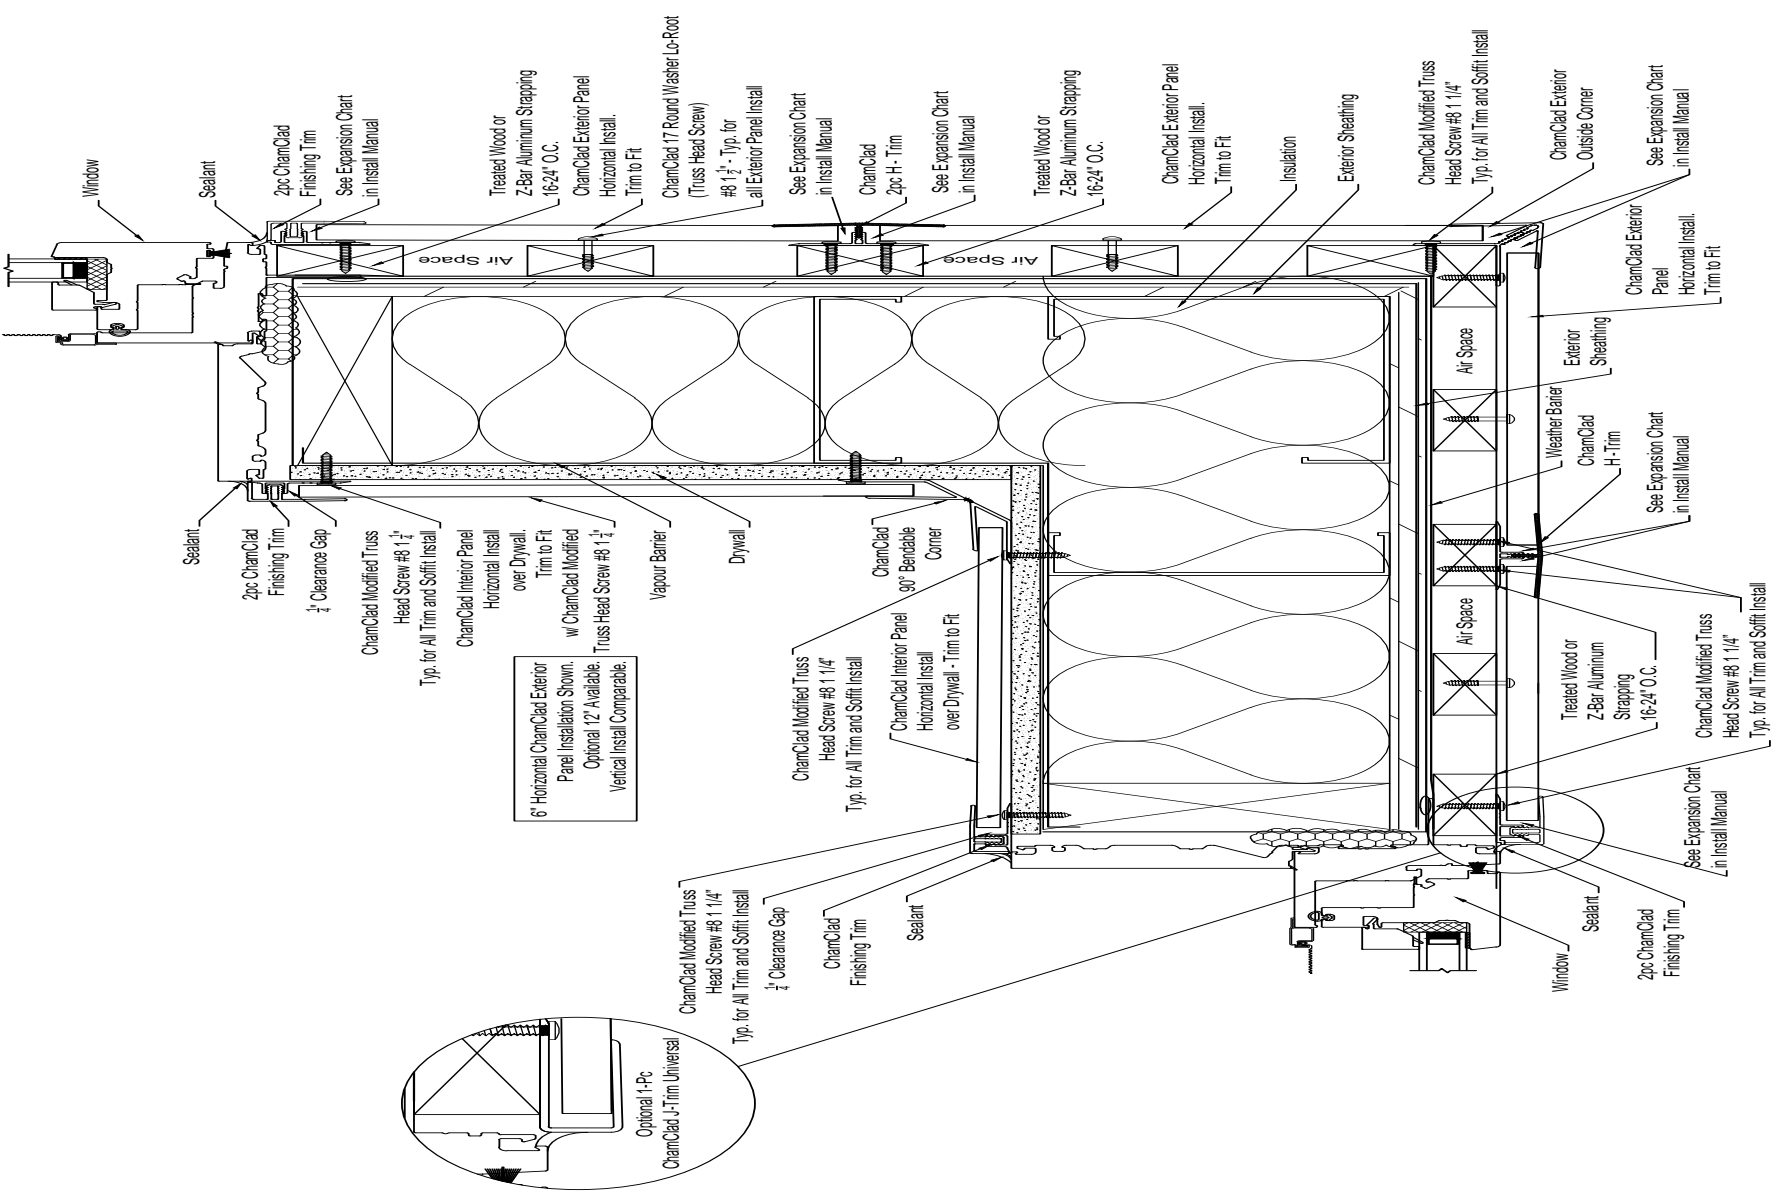 Window
Sealant
2pc ChamClad
Finishing Trim
See Expansion Chart
in Install Manual
Treated Wood or
Z-Bar Aluminum Strapping
16-24" O.C.
ChamClad Exterior Panel
Horizontal Install.
Trim to Fit
ChamClad 17 Round Washer Lo-Root
(Truss Head Screw)
#8 1 1/2" - Typ. for
all Exterior Panel Install
See Expansion Chart
in Install Manual
ChamClad
2pc H - Trim
See Expansion Chart
in Install Manual
Treated Wood or
Z-Bar Aluminum Strapping
16-24" O.C.
ChamClad Exterior Panel
Horizontal Install.
Trim to Fit
Insulation
Exterior Sheathing
ChamClad Modified Truss
Head Screw #8 1 1/4"
Typ. for All Trim and Soffit Install
ChamClad Exterior
Outside Corner
See Expansion Chart
in Install Manual
Air Space
Air Space
ChamClad Exterior
Panel
Horizontal Install.
Trim to Fit
Exterior
Sheathing
Air Space
Weather Barier
ChamClad
H -Trim
See Expansion Chart
in Install Manual
Sealant
2pc ChamClad
Finishing Trim
1/4" Clearance Gap
ChamClad Modified Truss
Head Screw #8 1 1/4"
Typ. for All Trim and Soffit Install
ChamClad Interior Panel
Horizontal Install
over Drywall.
Trim to Fit
w/ ChamClad Modified
Truss Head Screw #8 1 1/4"
Vapour Barrier
Drywall
ChamClad
90° Bendable
Corner
6" Horizontal ChamClad Exterior
Panel Installation Shown.
Optional 12" Available.
Vertical Install Comparable.
ChamClad Modified Truss
Head Screw #8 1 1/4"
Typ. for All Trim and Soffit Install
ChamClad Interior Panel
Horizontal Install
over Drywall - Trim to Fit
Air Space
Treated Wood or
Z-Bar Aluminum
Strapping
16-24" O.C.
ChamClad Modified Truss
Head Screw #8 1 1/4"
Typ. for All Trim and Soffit Install
See Expansion Chart
in Install Manual
ChamClad Modified Truss
Head Screw #8 1 1/4"
Typ. for All Trim and Soffit Install
1/4" Clearance Gap
ChamClad
Finishing Trim
Sealant
Window
Sealant
2pc ChamClad
Finishing Trim
Optional 1-Pc
ChamClad J-Trim Universal